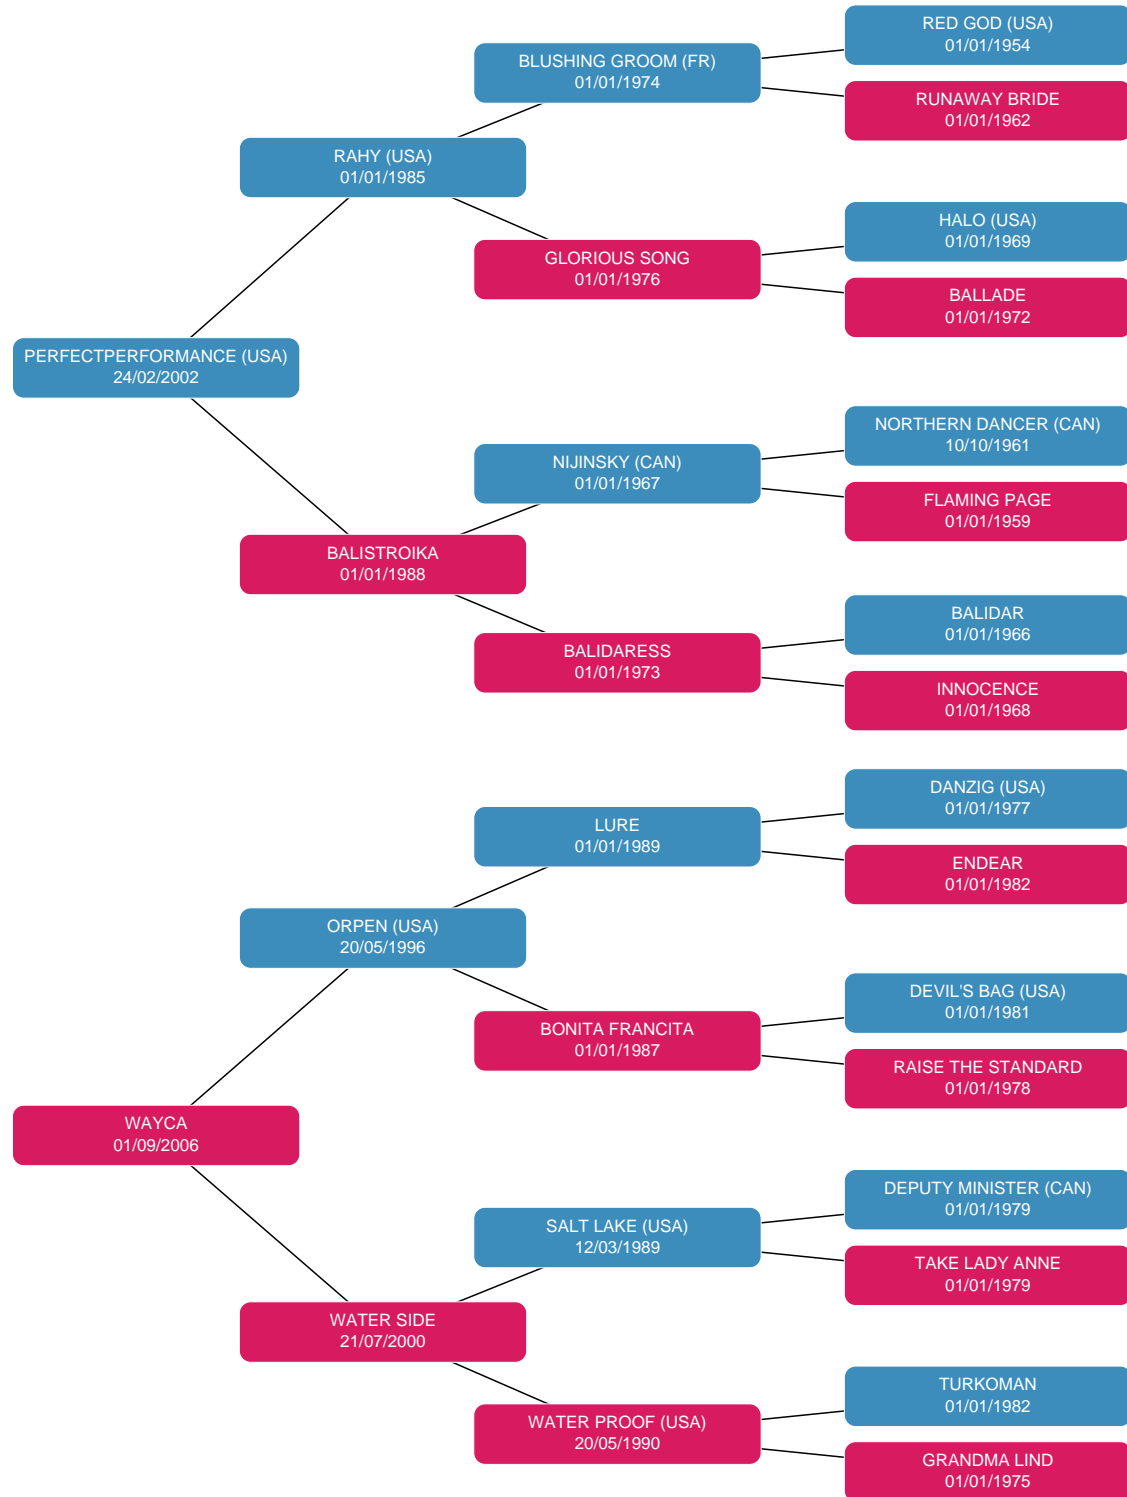 RED GOD (USA)
01/01/1954
BLUSHING GROOM (FR)
01/01/1974
RUNAWAY BRIDE
01/01/1962
RAHY (USA)
01/01/1985
HALO (USA)
01/01/1969
GLORIOUS SONG
01/01/1976
BALLADE
01/01/1972
PERFECTPERFORMANCE (USA)
24/02/2002
NORTHERN DANCER (CAN)
10/10/1961
NIJINSKY (CAN)
01/01/1967
FLAMING PAGE
01/01/1959
BALISTROIKA
01/01/1988
BALIDAR
01/01/1966
BALIDARESS
01/01/1973
INNOCENCE
01/01/1968
DANZIG (USA)
01/01/1977
LURE
01/01/1989
ENDEAR
01/01/1982
ORPEN (USA)
20/05/1996
DEVIL'S BAG (USA)
01/01/1981
BONITA FRANCITA
01/01/1987
RAISE THE STANDARD
01/01/1978
WAYCA
01/09/2006
DEPUTY MINISTER (CAN)
01/01/1979
SALT LAKE (USA)
12/03/1989
TAKE LADY ANNE
01/01/1979
WATER SIDE
21/07/2000
TURKOMAN
01/01/1982
WATER PROOF (USA)
20/05/1990
GRANDMA LIND
01/01/1975